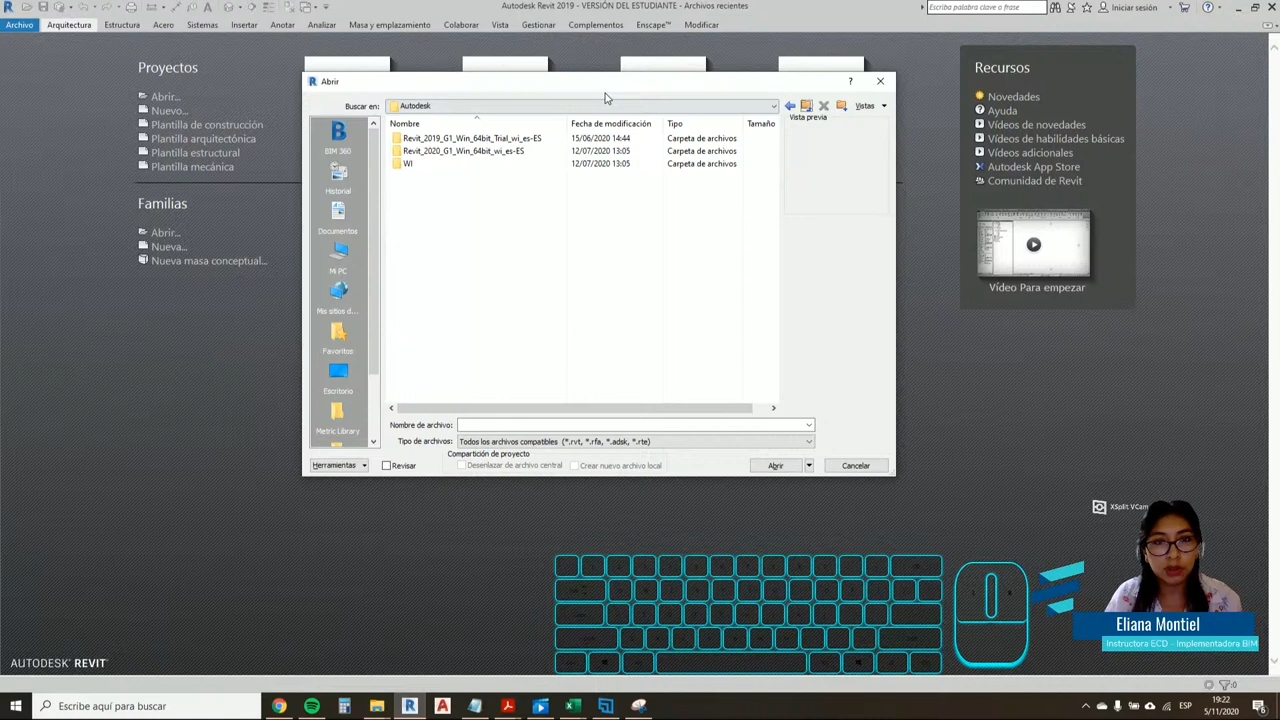 Autodesk Revit 2019 - VERSIÓN DEL ESTUDIANTE - Archivos recientes
Escriba palabra clave o frase
Iniciar sesión
Archivo Arquitectura Estructura Acero Sistemas Insertar Anotar Analizar Masa y emplazamiento Colaborar Vista Gestionar Complementos Enscape™ Modificar
Proyectos
Abrir...
Nuevo...
Plantilla de construcción
Plantilla arquitectónica
Plantilla estructural
Plantilla mecánica
Familias
Abrir...
Nueva...
Nueva masa conceptual...
Abrir
Buscar en: Autodesk
Vistas
Nombre Fecha de modificación Tipo Tamaño
Revit_2019_G1_Win_64bit_Trial_wi_es-ES 15/06/2020 14:44 Carpeta de archivos
Revit_2020_G1_Win_64bit_wi_es-ES 12/07/2020 13:05 Carpeta de archivos
WI 12/07/2020 13:05 Carpeta de archivos
Vista previa
BIM 360
Historial
Documentos
Mi PC
Mis sitios d...
Favoritos
Escritorio
Metric Library
Nombre de archivo:
Tipo de archivos: Todos los archivos compatibles (*.rvt, *.rfa, *.adsk, *.rte)
Compartición de proyecto
Herramientas
Revisar
Desenlazar de archivo central
Crear nuevo archivo local
Abrir
Cancelar
Recursos
Novedades
Ayuda
Vídeos de novedades
Vídeos de habilidades básicas
Vídeos adicionales
Autodesk App Store
Comunidad de Revit
Vídeo Para empezar
XSplit VCam
Eliana Montiel
Instructora ECD - Implementadora BIM
AUTODESK REVIT
:0
Escribe aquí para buscar
ESP
19:22
5/11/2020